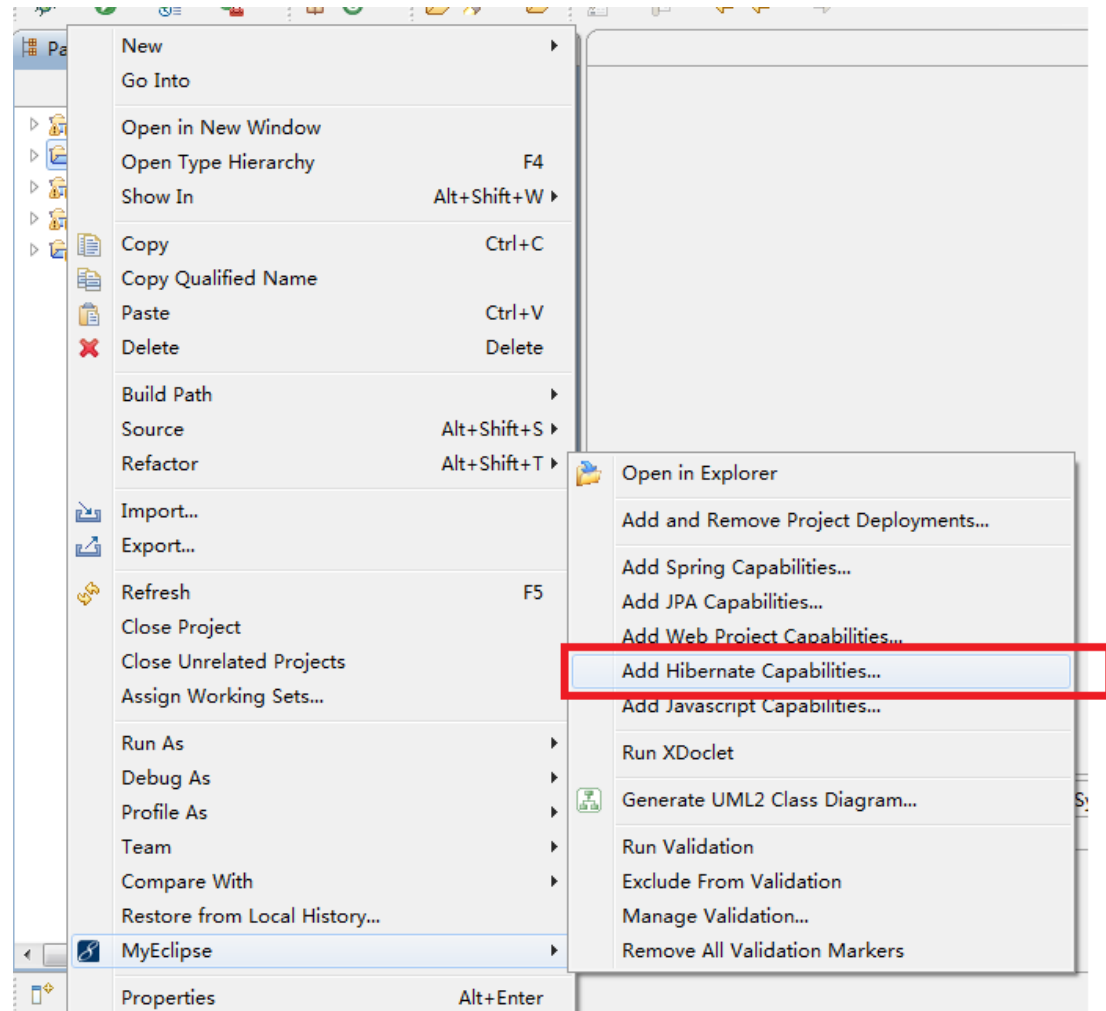 Pa
New
Go Into
Open in New Window
Open Type Hierarchy F4
Show In Alt+Shift+W
Copy Ctrl+C
Copy Qualified Name
Paste Ctrl+V
Delete Delete
Build Path
Source Alt+Shift+S
Refactor Alt+Shift+T
Import...
Export...
Refresh F5
Close Project
Close Unrelated Projects
Assign Working Sets...
Run As
Debug As
Profile As
Team
Compare With
Restore from Local History...
MyEclipse
Properties Alt+Enter
Open in Explorer
Add and Remove Project Deployments...
Add Spring Capabilities...
Add JPA Capabilities...
Add Web Project Capabilities...
Add Hibernate Capabilities...
Add Javascript Capabilities...
Run XDoclet
Generate UML2 Class Diagram...
Run Validation
Exclude From Validation
Manage Validation...
Remove All Validation Markers